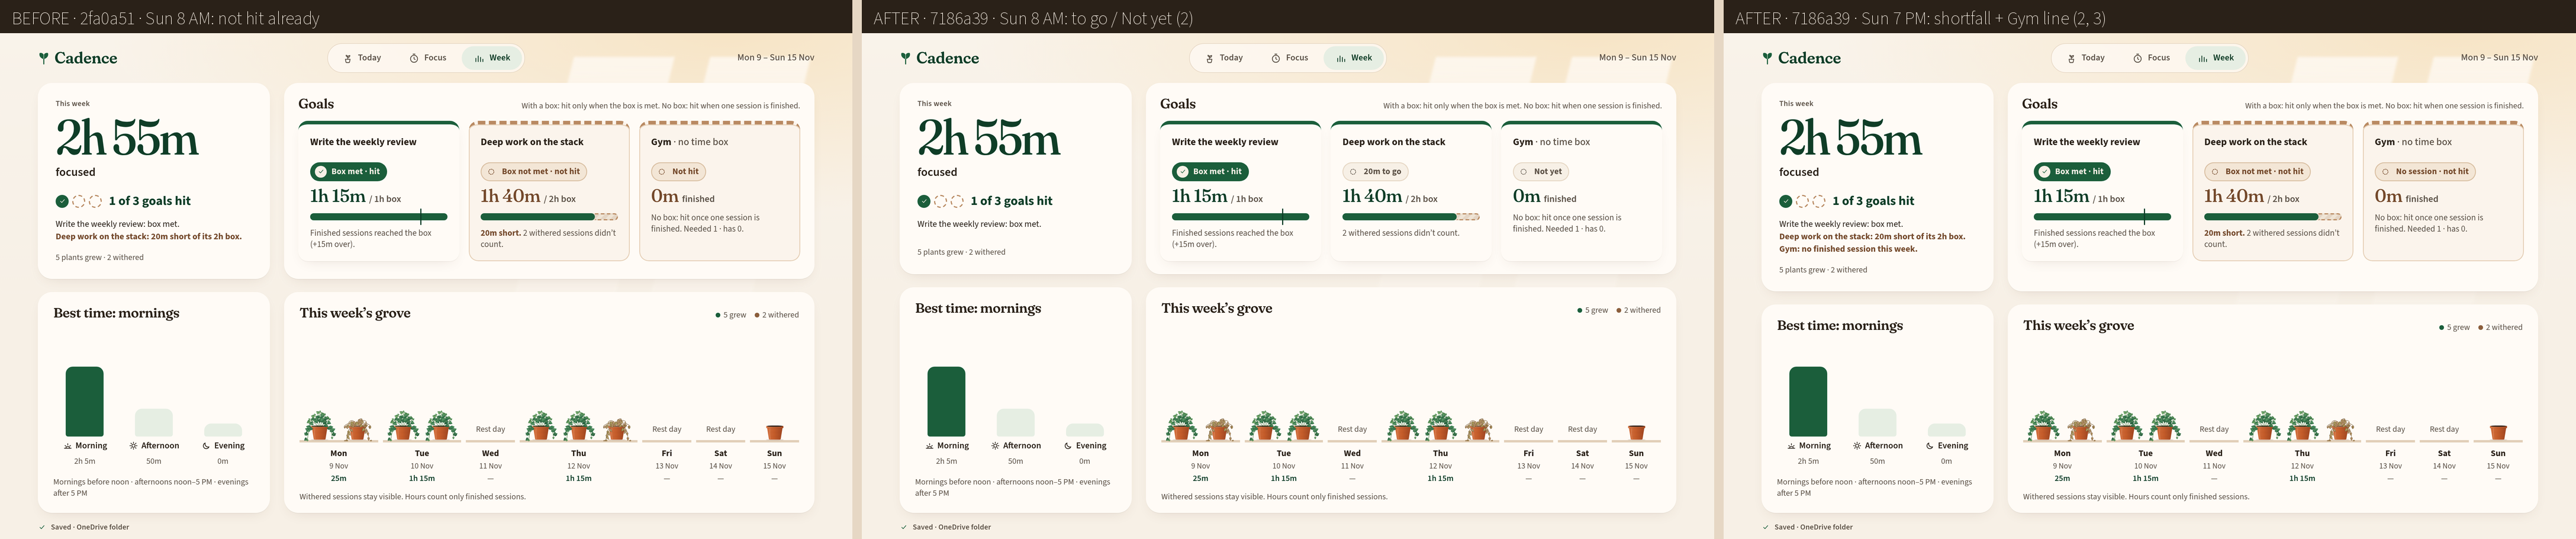 BEFORE · 2fa0a51 · Sun 8 AM: not hit already
Cadence
Today
Focus
Week
Mon 9 – Sun 15 Nov
This week
2h 55m
focused
1 of 3 goals hit
Write the weekly review: box met.
Deep work on the stack: 20m short of its 2h box.
5 plants grew · 2 withered
Goals
With a box: hit only when the box is met. No box: hit when one session is finished.
Write the weekly review
Box met · hit
1h 15m / 1h box
Finished sessions reached the box
(+15m over).
Deep work on the stack
Box not met · not hit
1h 40m / 2h box
20m short. 2 withered sessions didn’t
count.
Gym · no time box
Not hit
0m finished
No box: hit once one session is
finished. Needed 1 · has 0.
Best time: mornings
Morning
Afternoon
Evening
2h 5m
50m
0m
Mornings before noon · afternoons noon–5 PM · evenings
after 5 PM
This week’s grove
5 grew
2 withered
Rest day
Rest day
Rest day
Mon
Tue
Wed
Thu
Fri
Sat
Sun
9 Nov
10 Nov
11 Nov
12 Nov
13 Nov
14 Nov
15 Nov
25m
1h 15m
—
1h 15m
—
—
—
Withered sessions stay visible. Hours count only finished sessions.
Saved · OneDrive folder
AFTER · 7186a39 · Sun 8 AM: to go / Not yet (2)
Cadence
Today
Focus
Week
Mon 9 – Sun 15 Nov
This week
2h 55m
focused
1 of 3 goals hit
Write the weekly review: box met.
5 plants grew · 2 withered
Goals
With a box: hit only when the box is met. No box: hit when one session is finished.
Write the weekly review
Box met · hit
1h 15m / 1h box
Finished sessions reached the box
(+15m over).
Deep work on the stack
20m to go
1h 40m / 2h box
2 withered sessions didn’t count.
Gym · no time box
Not yet
0m finished
No box: hit once one session is
finished. Needed 1 · has 0.
Best time: mornings
Morning
Afternoon
Evening
2h 5m
50m
0m
Mornings before noon · afternoons noon–5 PM · evenings
after 5 PM
This week’s grove
5 grew
2 withered
Rest day
Rest day
Rest day
Mon
Tue
Wed
Thu
Fri
Sat
Sun
9 Nov
10 Nov
11 Nov
12 Nov
13 Nov
14 Nov
15 Nov
25m
1h 15m
—
1h 15m
—
—
—
Withered sessions stay visible. Hours count only finished sessions.
Saved · OneDrive folder
AFTER · 7186a39 · Sun 7 PM: shortfall + Gym line (2, 3)
Cadence
Today
Focus
Week
Mon 9 – Sun 15 Nov
This week
2h 55m
focused
1 of 3 goals hit
Write the weekly review: box met.
Deep work on the stack: 20m short of its 2h box.
Gym: no finished session this week.
5 plants grew · 2 withered
Goals
With a box: hit only when the box is met. No box: hit when one session is finished.
Write the weekly review
Box met · hit
1h 15m / 1h box
Finished sessions reached the box
(+15m over).
Deep work on the stack
Box not met · not hit
1h 40m / 2h box
20m short. 2 withered sessions didn’t
count.
Gym · no time box
No session · not hit
0m finished
No box: hit once one session is
finished. Needed 1 · has 0.
Best time: mornings
Morning
Afternoon
Evening
2h 5m
50m
0m
Mornings before noon · afternoons noon–5 PM · evenings
after 5 PM
This week’s grove
5 grew
2 withered
Rest day
Rest day
Rest day
Mon
Tue
Wed
Thu
Fri
Sat
Sun
9 Nov
10 Nov
11 Nov
12 Nov
13 Nov
14 Nov
15 Nov
25m
1h 15m
—
1h 15m
—
—
—
Withered sessions stay visible. Hours count only finished sessions.
Saved · OneDrive folder